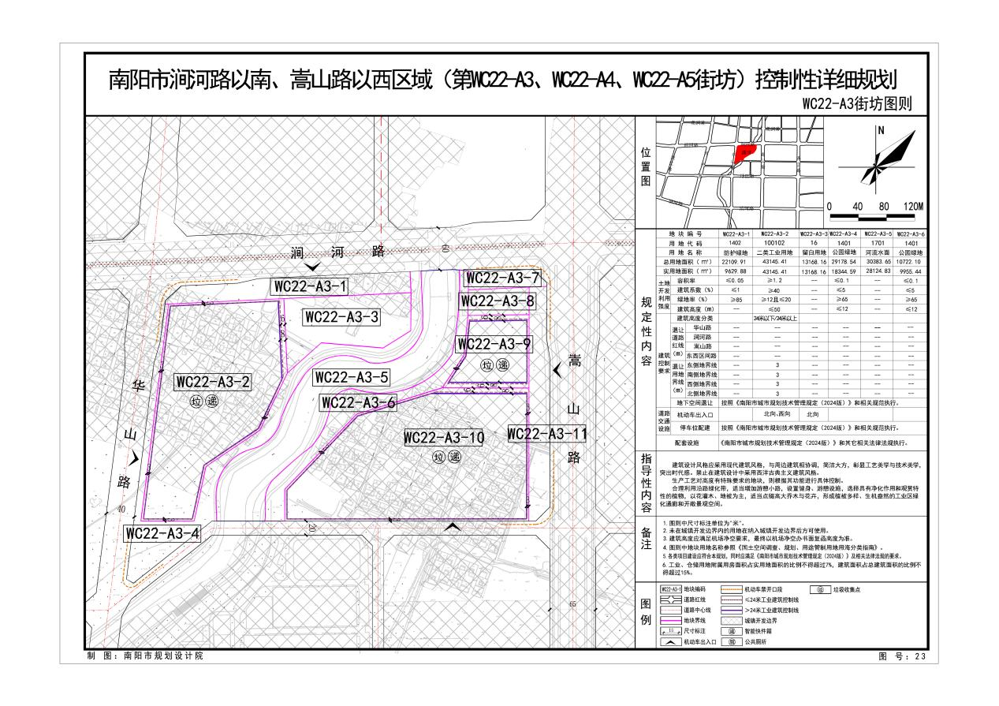 南阳市涧河路以南、嵩山路以西区域（第WC22-A3、WC22-A4、WC22-A5街坊）控制性详细规划
WC22-A3街坊图则
涧 河 路
60
WC22-A3-1
WC22-A3-7
WC22-A3-8
WC22-A3-3
WC22-A3-9
垃 递
WC22-A3-2
垃 递
WC22-A3-5
WC22-A3-6
WC22-A3-10
垃 递
WC22-A3-11
WC22-A3-4
华
山
路
40
嵩
山
路
20
65
位置图
N
0 40 80 120M
规定性内容
地 块 编 号 WC22-A3-1 WC22-A3-2 WC22-A3-3 WC22-A3-4 WC22-A3-5 WC22-A3-6
用 地 代 码 1402 100102 16 1401 1701 1401
用 地 名 称 防护绿地 二类工业用地 留白用地 公园绿地 河流水面 公园绿地
总用地面积（㎡） 22109.91 43145.41 13168.16 29178.54 30383.65 10722.10
实用地面积（㎡） 9629.88 43145.41 13168.16 18344.59 28124.83 9955.44
土地开发利用强度
容积率 ≤0.05 ≥1.2 -- ≤0.1 -- ≤0.1
建筑系数（%） ≤1 ≥40 -- ≤5 -- ≤5
绿地率（%） ≥85 ≥12且≤20 -- ≥65 -- ≥65
建筑高度（m） -- ≤50 -- ≤12 -- ≤12
建筑控制要求
建筑高度分类 24米以下/24米以上
退让道路红线（m）
华山路 -- -- -- -- -- --
涧河路 -- -- -- -- -- --
嵩山路 -- -- -- -- -- --
东西区间路 -- -- -- -- -- --
退让用地界线（m）
东侧地界线 -- 3 -- -- -- --
南侧地界线 -- 3 -- -- -- --
西侧地界线 -- 3 -- -- -- --
北侧地界线 -- 3 -- -- -- --
地下空间退让 按照《南阳市城市规划技术管理规定（2024版）》和相关规范执行。
道路交通设施
机动车出入口 北向、西向 北向
停车位配建 按照《南阳市城市规划技术管理规定（2024版）》和相关规范执行。
配套设施 《南阳市城市规划技术管理规定（2024版）》和其它相关法律法规执行。
指导性内容
建筑设计风格应采用现代建筑风格，与周边建筑相协调，简洁大方，彰显工艺美学与技术美学，
突出时代感。禁止在建筑设计中采用西洋古典主义建筑风格。
生产工艺对高度有特殊要求的地块，则根据其功能进行具体控制。
合理利用沿路绿化带，适当增加游憩小路，设置健身、游憩设施，选择具有净化作用和观赏特
性的植物，以花灌木、地被为主，适当点缀高大乔木与花卉，形成植被多样、生机盎然的工业区绿
化通廊和开敞景观空间。
备注
1.图则中尺寸标注单位为"米"。
2.未在城镇开发边界内的用地在纳入城镇开发边界后方可使用。
3.建筑高度应满足机场净空要求，最终以机场净空办书面复函高度为准。
4.图则中地块用地名称参照《国土空间调查、规划、用途管制用地用海分类指南》。
5.各类项目建设应符合本规划，同时应满足《南阳市城市规划技术管理规定（2024版）》及相关法律法规的要求。
6.工业、仓储用地附属用房面积占实用地面积的比例不得超过7%，建筑面积占总建筑面积的比例不
得超过15%。
图例
WC22-A3-1 地块编码 机动车禁开口段 垃 垃圾收集点
道路红线 ≤24米工业建筑控制线
道路中心线 >24米工业建筑控制线
地块界线 城镇开发边界
15 尺寸标注 递 智能快件箱
机动车出入口 公共厕所
制 图：南阳市规划设计院
图 号：23